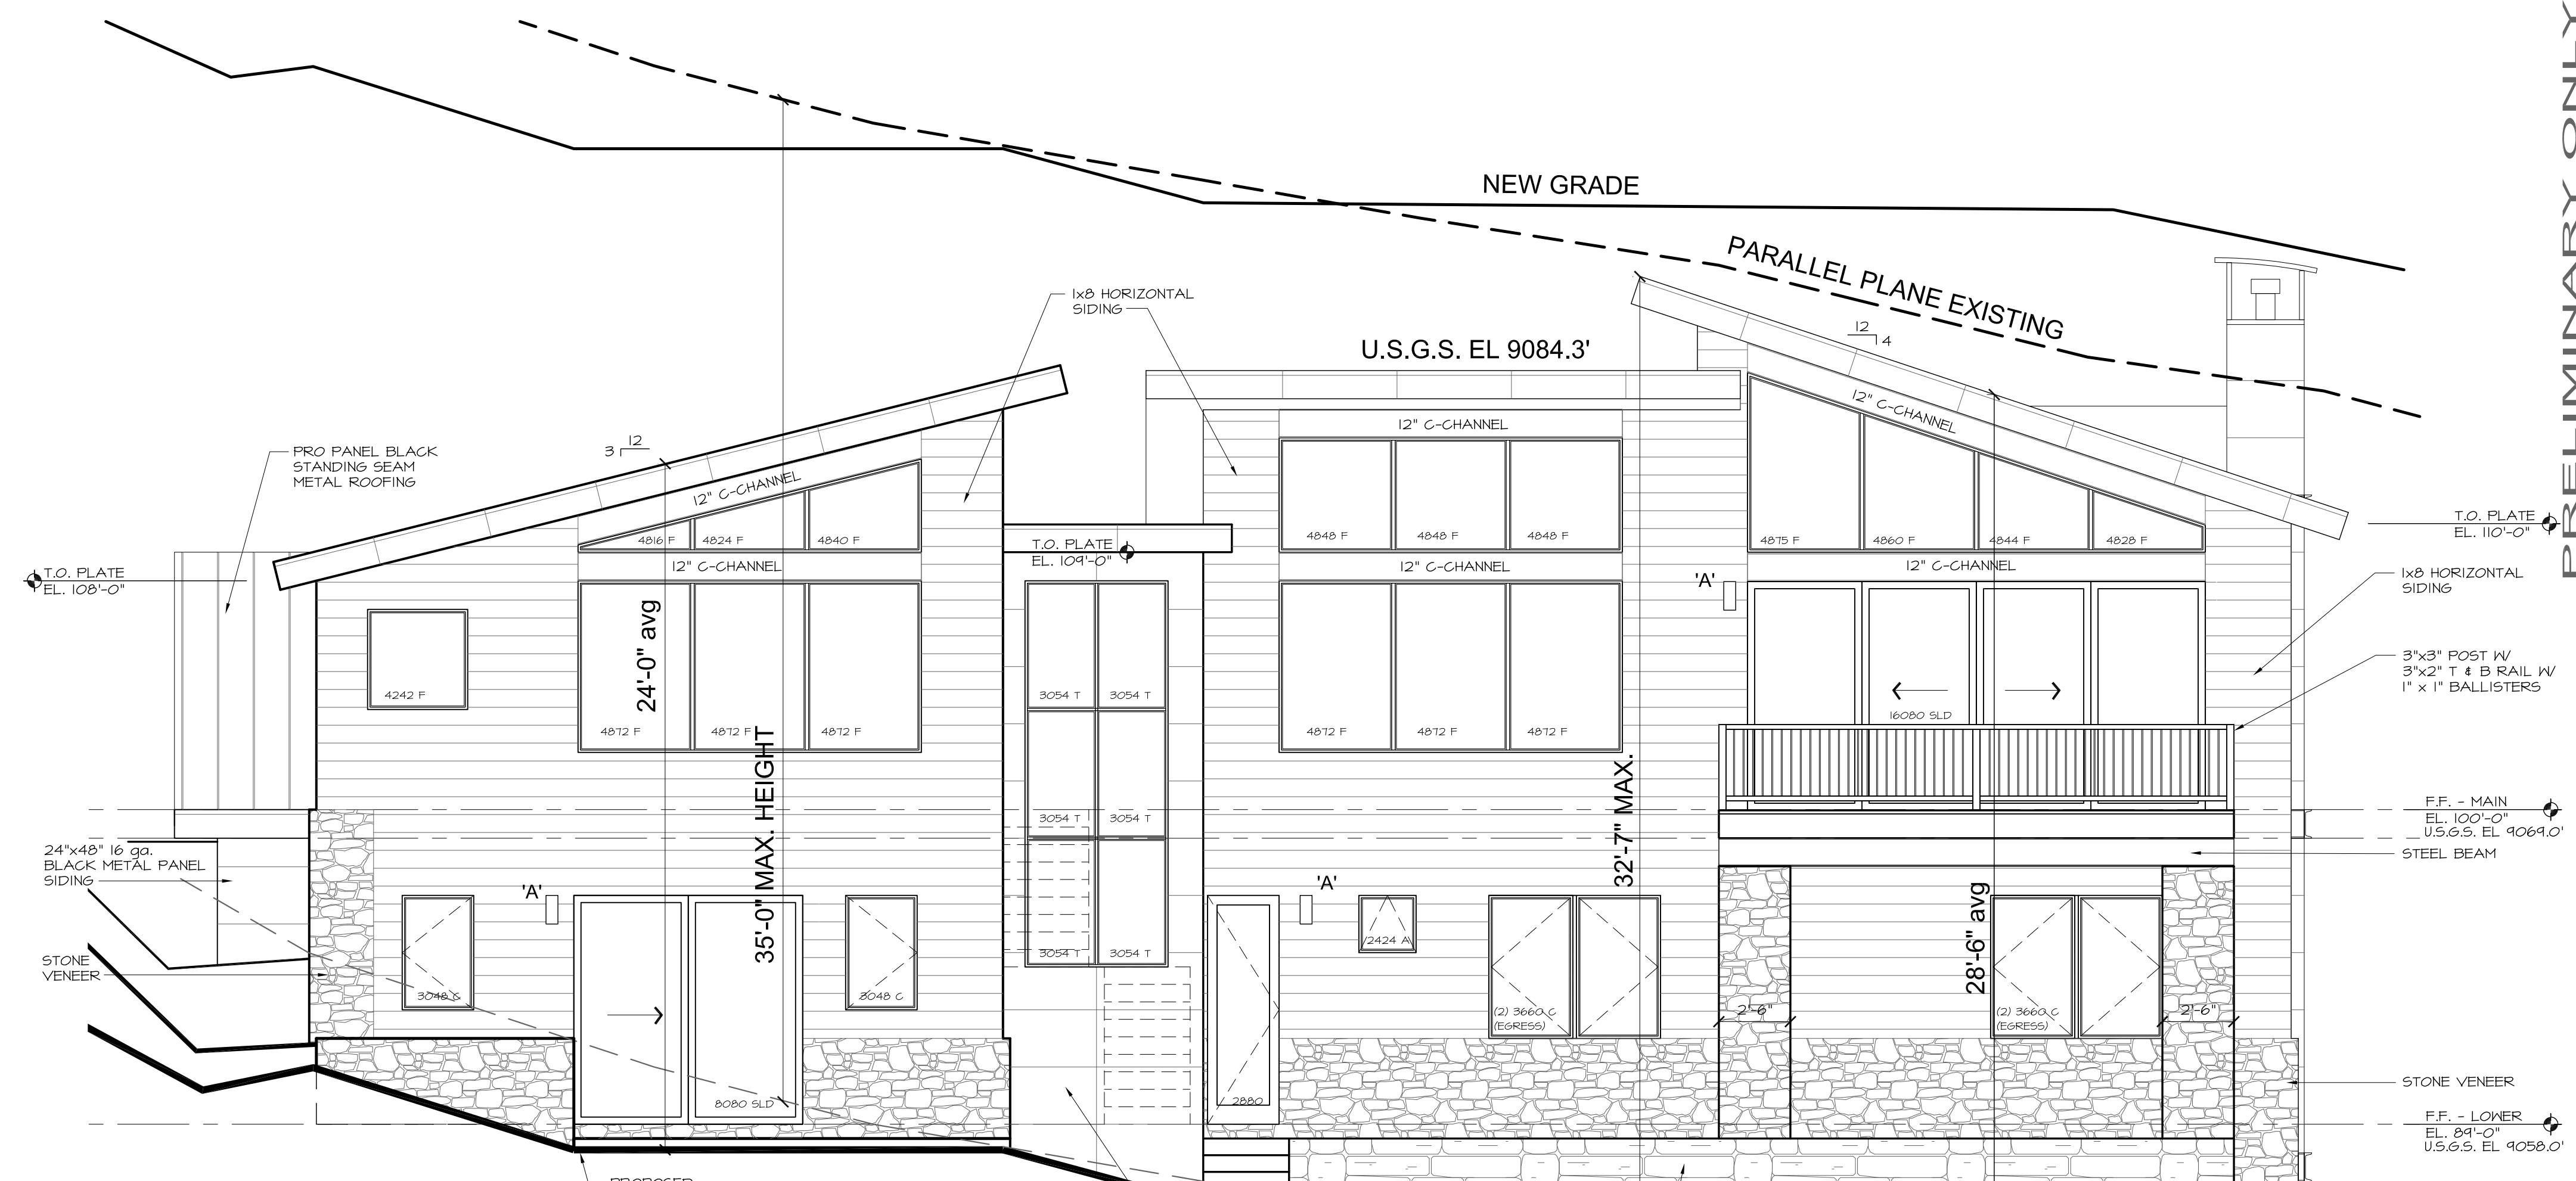 PRELIMINARY ONLY
NEW GRADE
PARALLEL PLANE EXISTING
1x8 HORIZONTAL
SIDING
12
4
U.S.G.S. EL 9084.3'
12" C-CHANNEL
12" C-CHANNEL
PRO PANEL BLACK
STANDING SEAM
METAL ROOFING
12
3
12" C-CHANNEL
4816 F
4824 F
4840 F
4848 F
4848 F
4848 F
4875 F
4860 F
4844 F
4828 F
T.O. PLATE
EL. 110'-0"
T.O. PLATE
EL. 109'-0"
T.O. PLATE
EL. 108'-0"
12" C-CHANNEL
12" C-CHANNEL
12" C-CHANNEL
'A'
1x8 HORIZONTAL
SIDING
24'-0" avg
4242 F
3054 T
3054 T
3"x3" POST W/
3"x2" T & B RAIL W/
1" x 1" BALLISTERS
16080 SLD
4872 F
4872 F
4872 F
4872 F
4872 F
4872 F
35'-0" MAX. HEIGHT
32'-7" MAX.
3054 T
3054 T
F.F. - MAIN
EL. 100'-0"
U.S.G.S. EL 9069.0'
STEEL BEAM
24"x48" 16 ga.
BLACK METAL PANEL
SIDING
'A'
'A'
28'-6" avg
2424 A
3054 T
3054 T
STONE
VENEER
3048 C
3048 C
(2) 3660 C
(EGRESS)
2'-6"
(2) 3660 C
(EGRESS)
2'-6"
STONE VENEER
8080 SLD
2880
F.F. - LOWER
EL. 89'-0"
U.S.G.S. EL 9058.0'